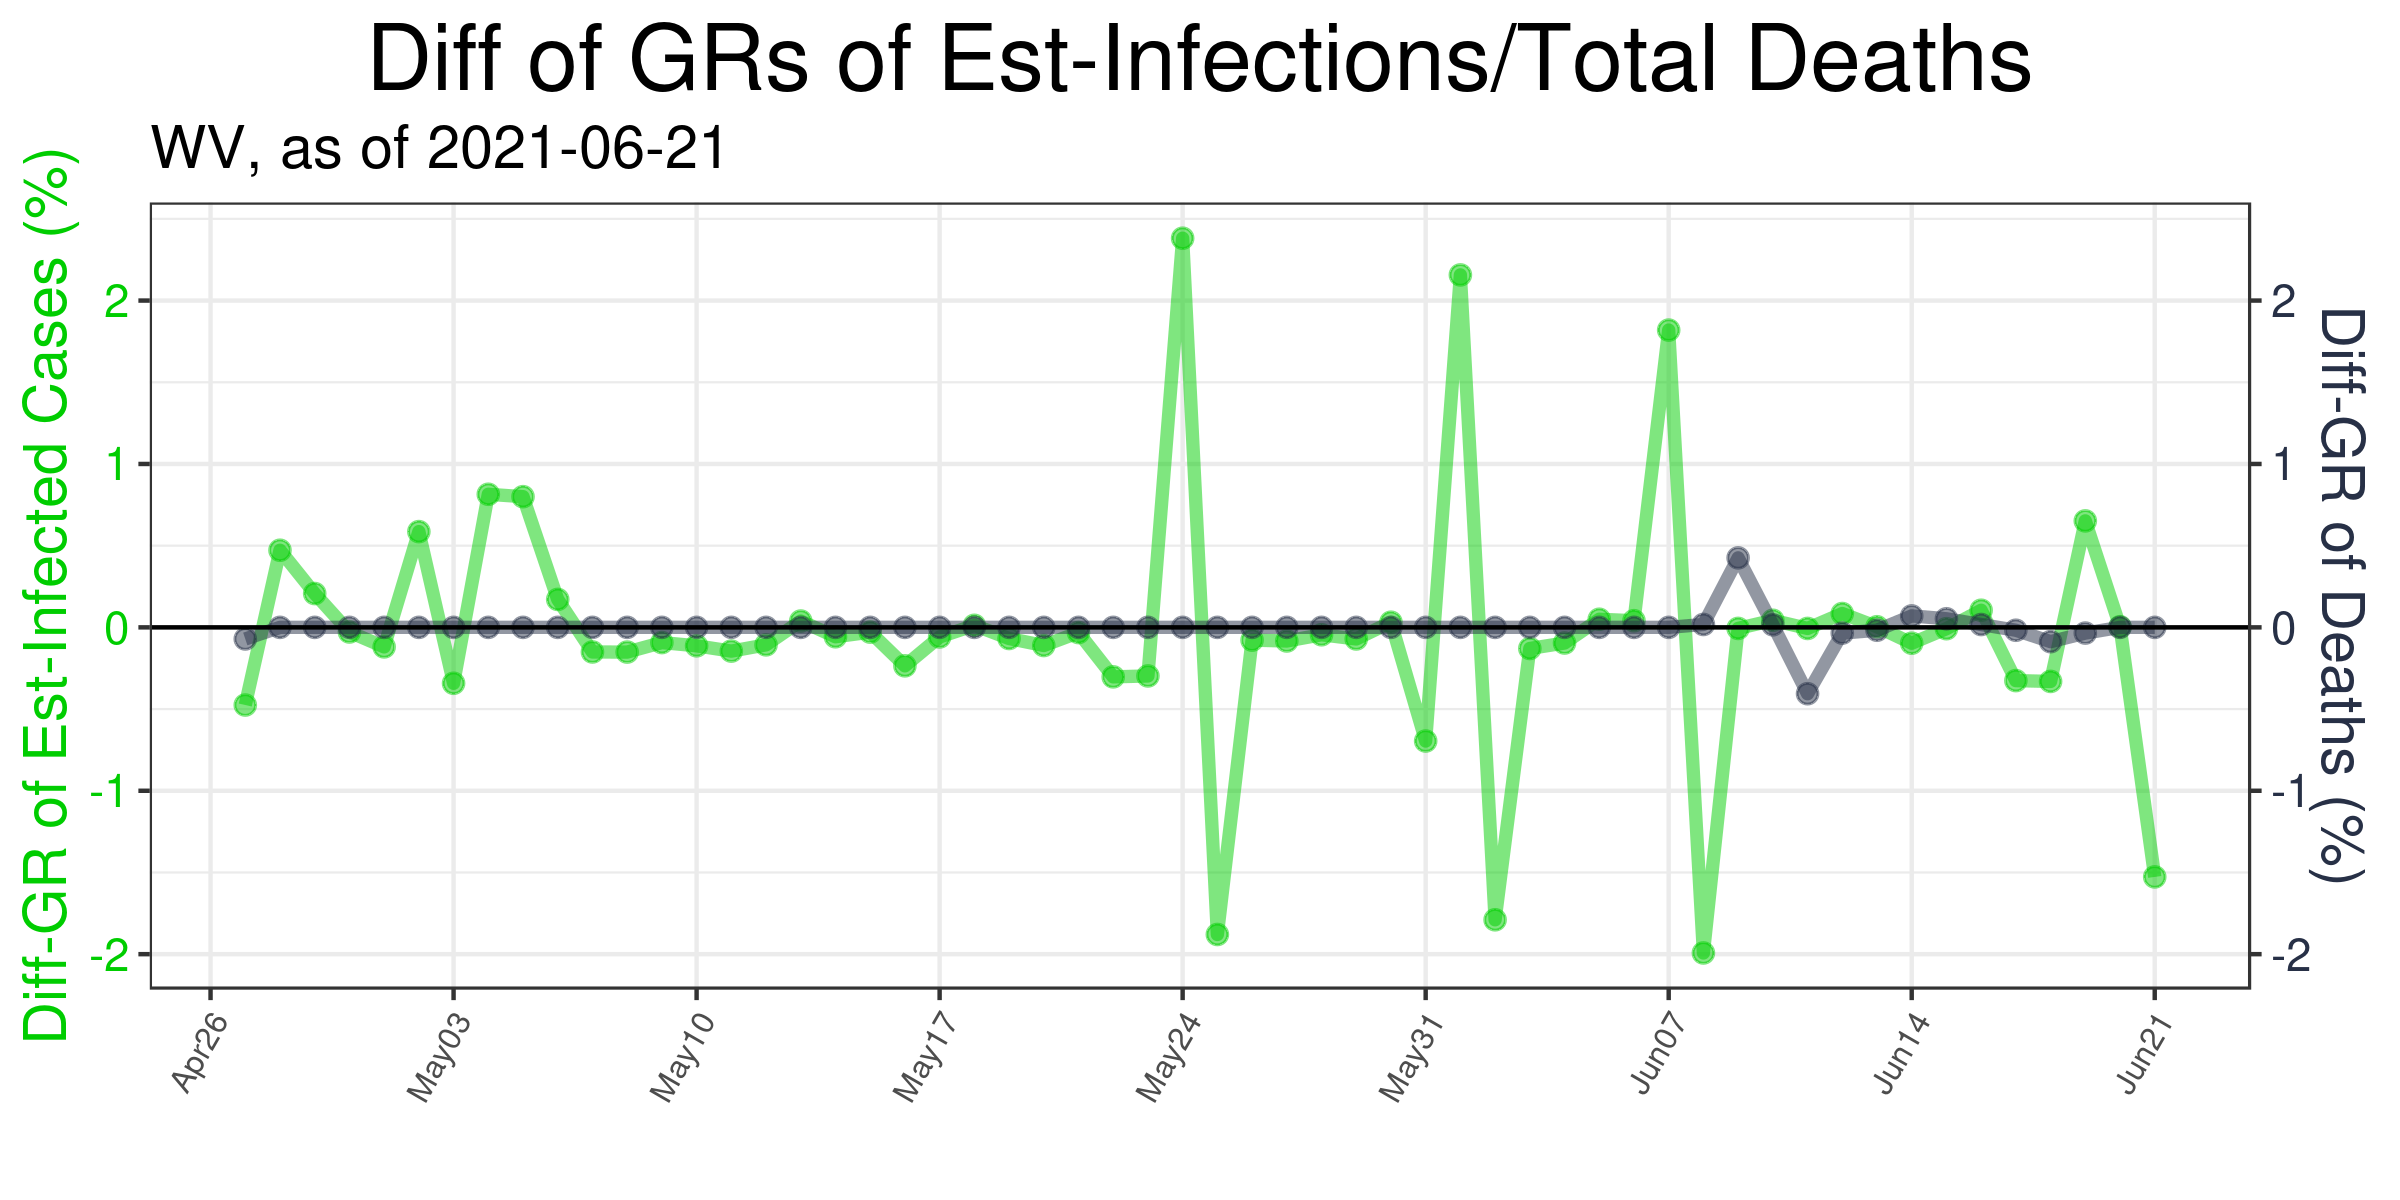 Diff of GRs of Est-Infections/Total Deaths
WV, as of 2021-06-21
Diff-GR of Est-Infected Cases (%)
2
1
0
-1
-2
2
1
0
-1
-2
Diff-GR of Deaths (%)
Apr26
May03
May10
May17
May24
May31
Jun07
Jun14
Jun21